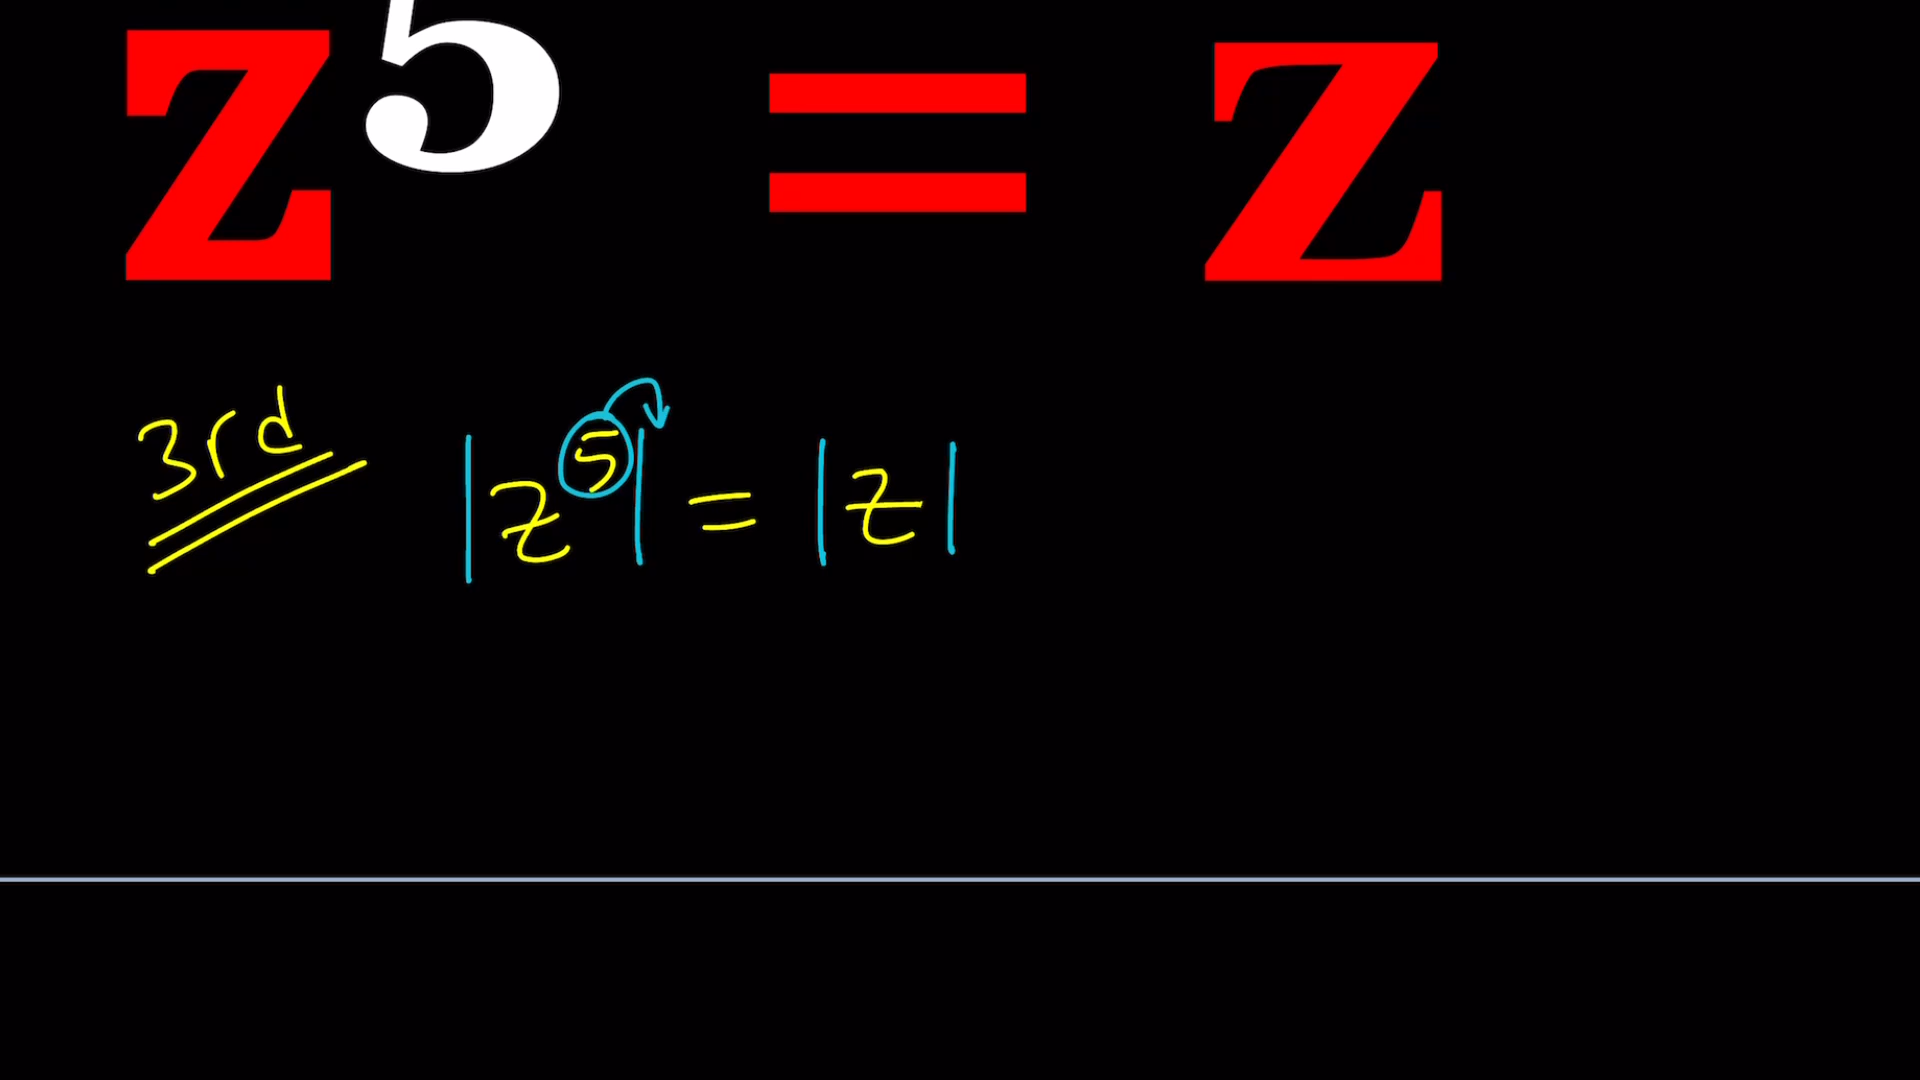 z⁵ = z
3rd |z⁵| = |z|